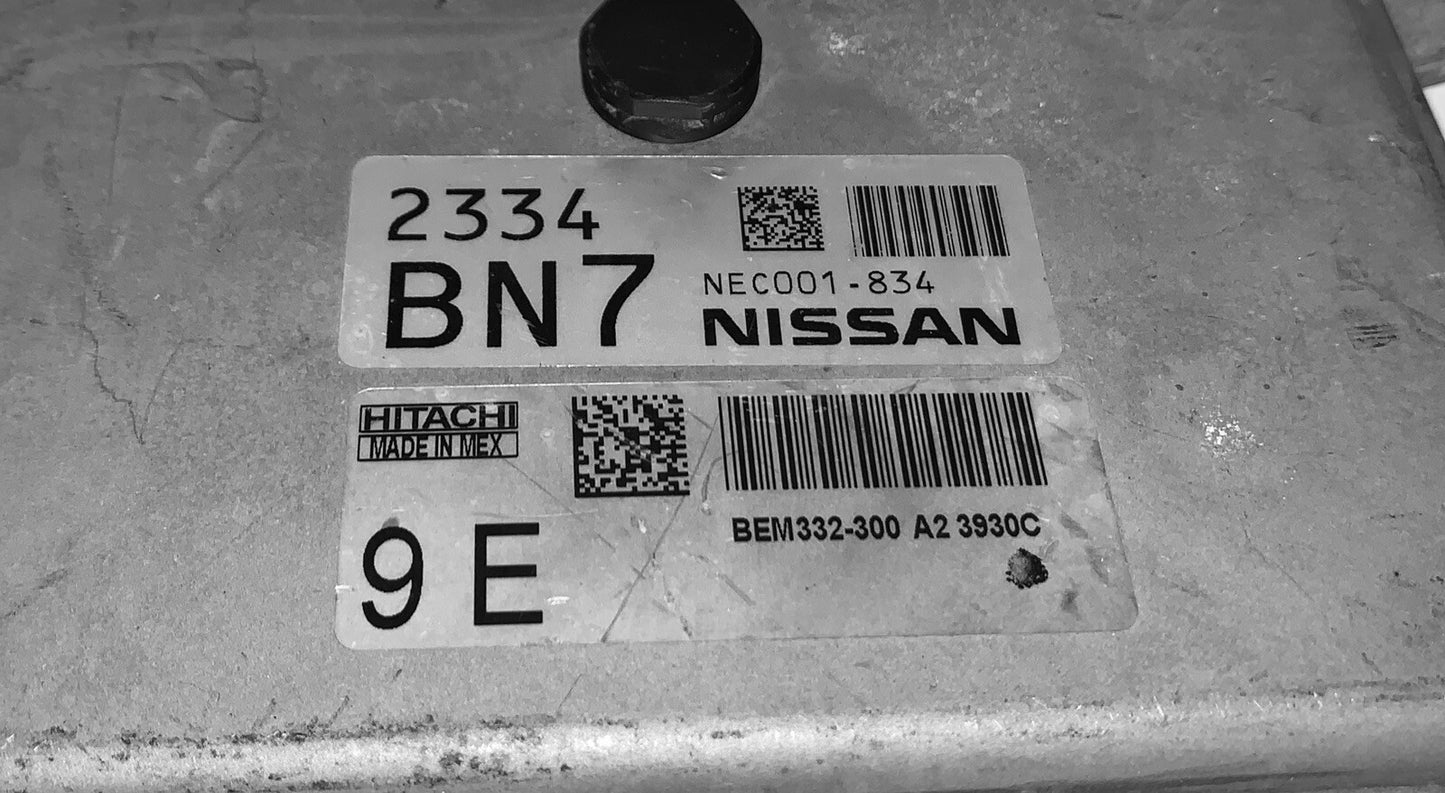 2334
BN7
NEC001-834
NISSAN
HITACHI
MADE IN MEX
9 E
BEM332-300 A2 3930C